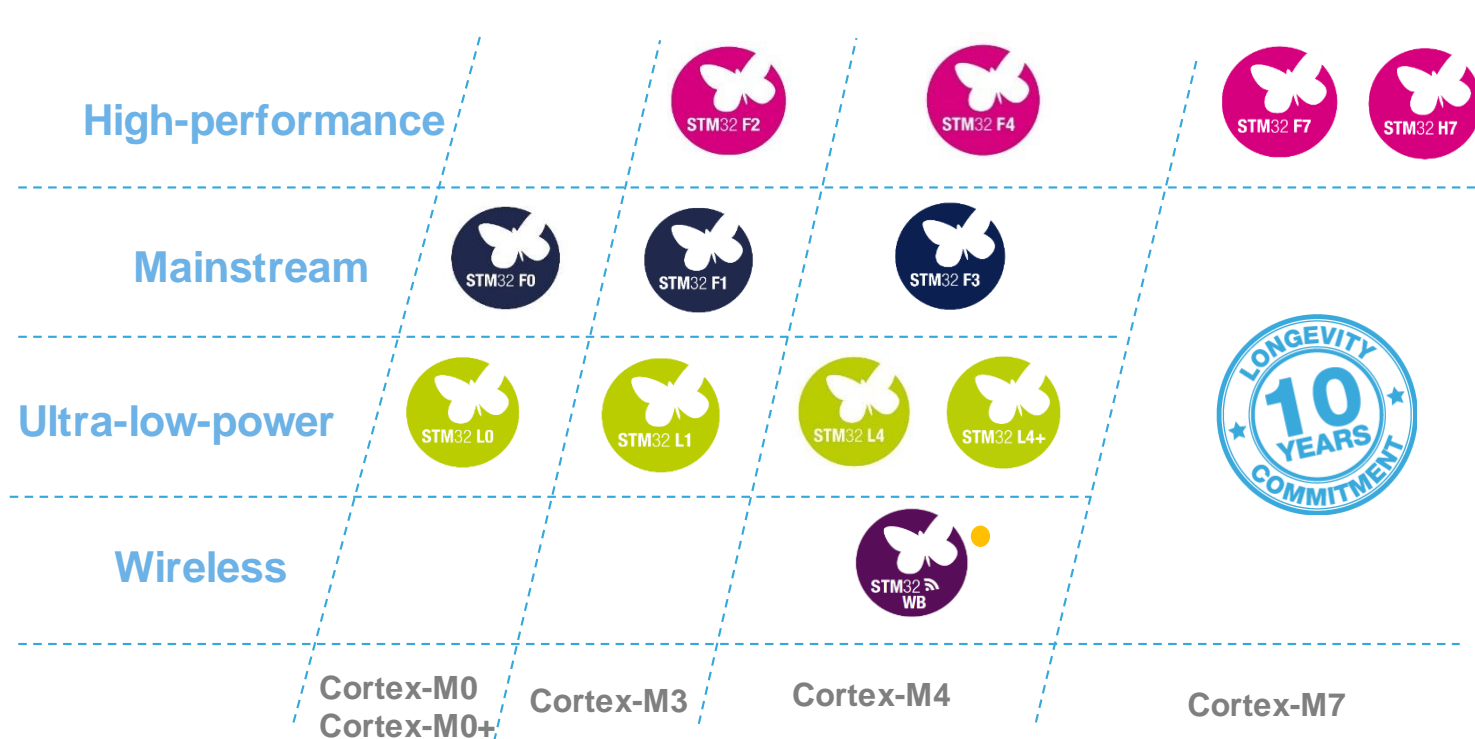 High-performance
STM32 F2
STM32 F4
STM32 F7
STM32 H7
Mainstream
STM32 F0
STM32 F1
STM32 F3
Ultra-low-power
STM32 L0
STM32 L1
STM32 L4
STM32 L4+
LONGEVITY
10
YEARS
COMMITMENT
Wireless
STM32
WB
Cortex-M0
Cortex-M0+
Cortex-M3
Cortex-M4
Cortex-M7